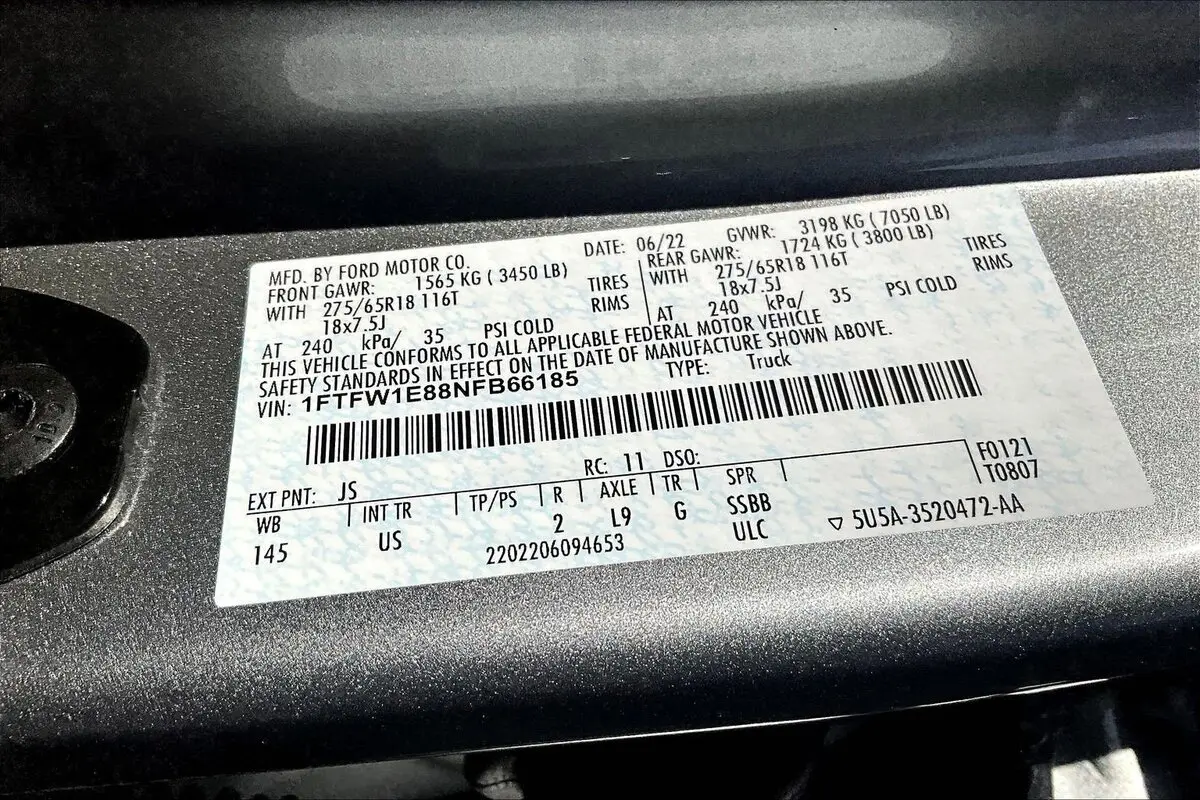 MFD. BY FORD MOTOR CO.
DATE: 06/22 GVWR: 3198 KG ( 7050 LB)
FRONT GAWR: 1565 KG ( 3450 LB)
WITH 275/65R18 116T TIRES
18x7.5J RIMS
AT 240 kPa/ 35 PSI COLD
REAR GAWR: 1724 KG ( 3800 LB)
WITH 275/65R18 116T TIRES
18x7.5J RIMS
AT 240 kPa/ 35 PSI COLD
THIS VEHICLE CONFORMS TO ALL APPLICABLE FEDERAL MOTOR VEHICLE
SAFETY STANDARDS IN EFFECT ON THE DATE OF MANUFACTURE SHOWN ABOVE.
VIN: 1FTFW1E88NFB66185 TYPE: Truck
EXT PNT: JS RC: 11 DSO:
F0121
T0807
WB INT TR TP/PS R AXLE TR SPR
145 US 2 L9 G SSBB
2202206094653 ULC ▽ 5U5A-3520472-AA
10